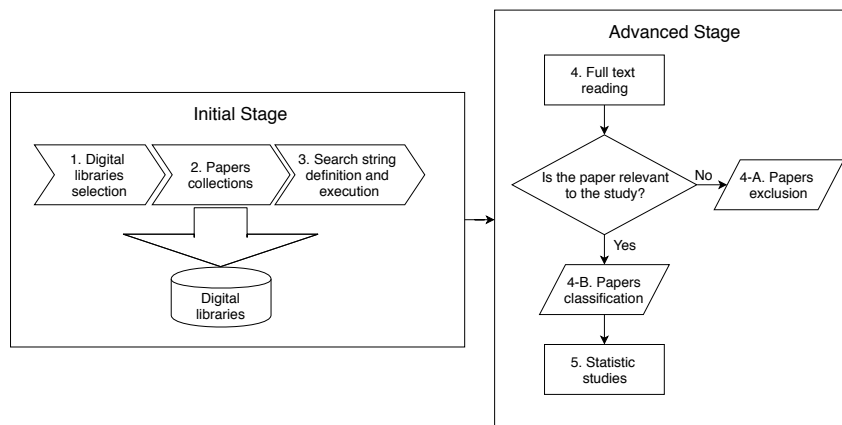 Initial Stage
1. Digital
libraries
selection
2. Papers
collections
3. Search string
definition and
execution
Digital
libraries
Advanced Stage
4. Full text
reading
Is the paper relevant
to the study?
No
4-A. Papers
exclusion
Yes
4-B. Papers
classification
5. Statistic
studies